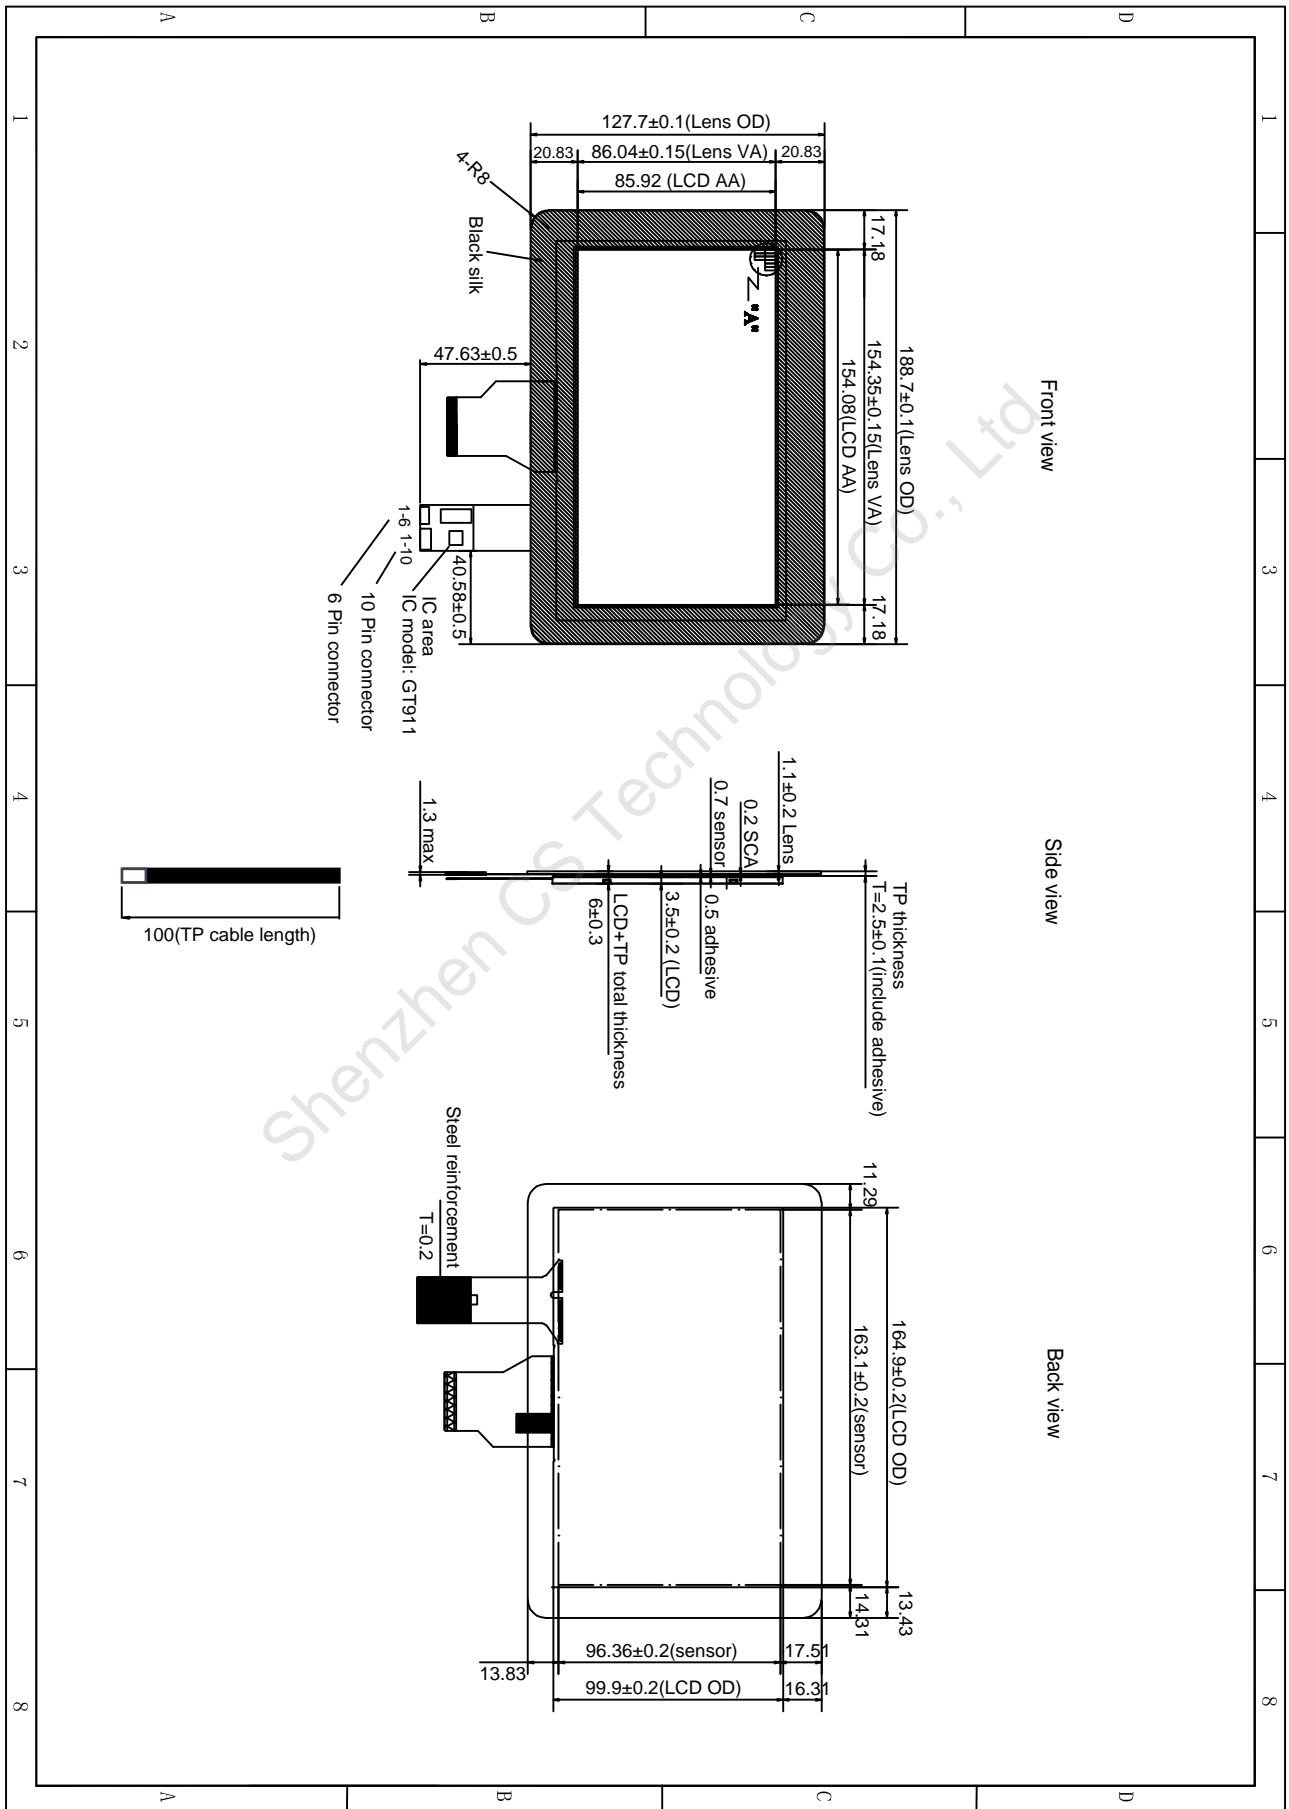 A
B
C
D
1
2
3
4
5
6
7
8
Front view
188.7±0.1(Lens OD)
154.35±0.15(Lens VA)
154.08(LCD AA)
17.18
17.18
127.7±0.1(Lens OD)
20.83
86.04±0.15(Lens VA)
20.83
85.92 (LCD AA)
4-R8
Black silk
"A"
47.63±0.5
40.58±0.5
1-6
1-10
IC area
IC model: GT911
10 Pin connector
6 Pin connector
Side view
TP thickness
T=2.5±0.1(include adhesive)
1.1±0.2 Lens
0.2 SCA
0.7 sensor
0.5 adhesive
3.5±0.2 (LCD)
LCD+TP total thickness
6±0.3
1.3 max
100(TP cable length)
Back view
11.29
164.9±0.2(LCD OD)
163.1±0.2(sensor)
13.43
14.31
96.36±0.2(sensor)
17.51
99.9±0.2(LCD OD)
16.31
13.83
Steel reinforcement
T=0.2
Shenzhen CS Technology Co., Ltd
1
2
3
4
5
6
7
8
A
B
C
D